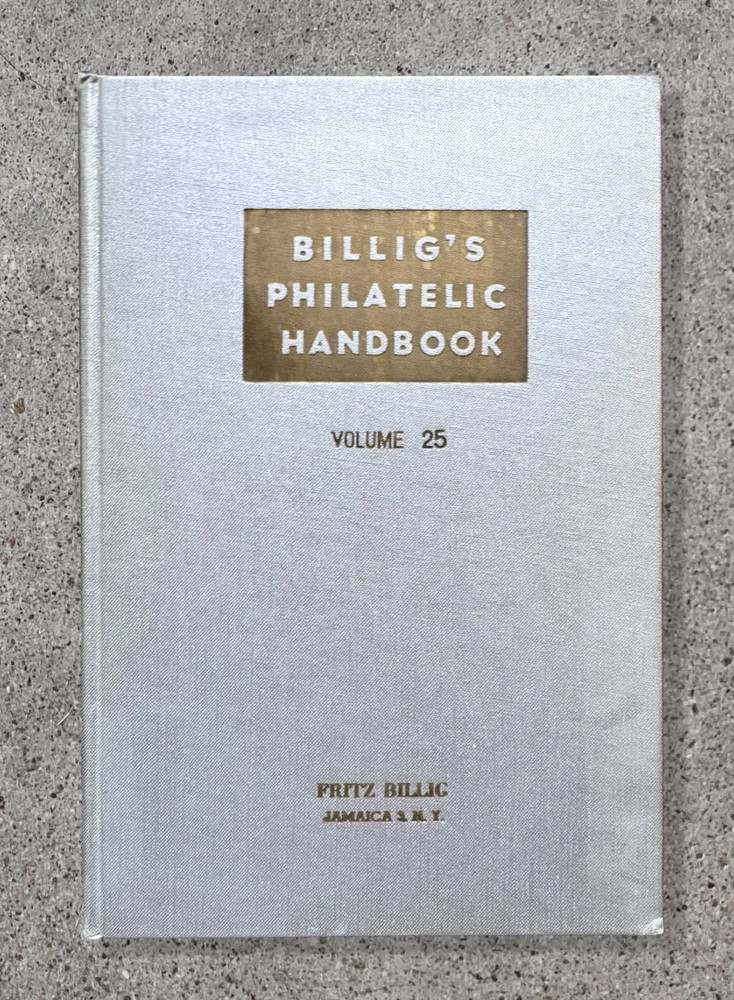 BILLIG'S
PHILATELIC
HANDBOOK
VOLUME 25
FRITZ BILLIG
JAMAICA 3, N. Y.